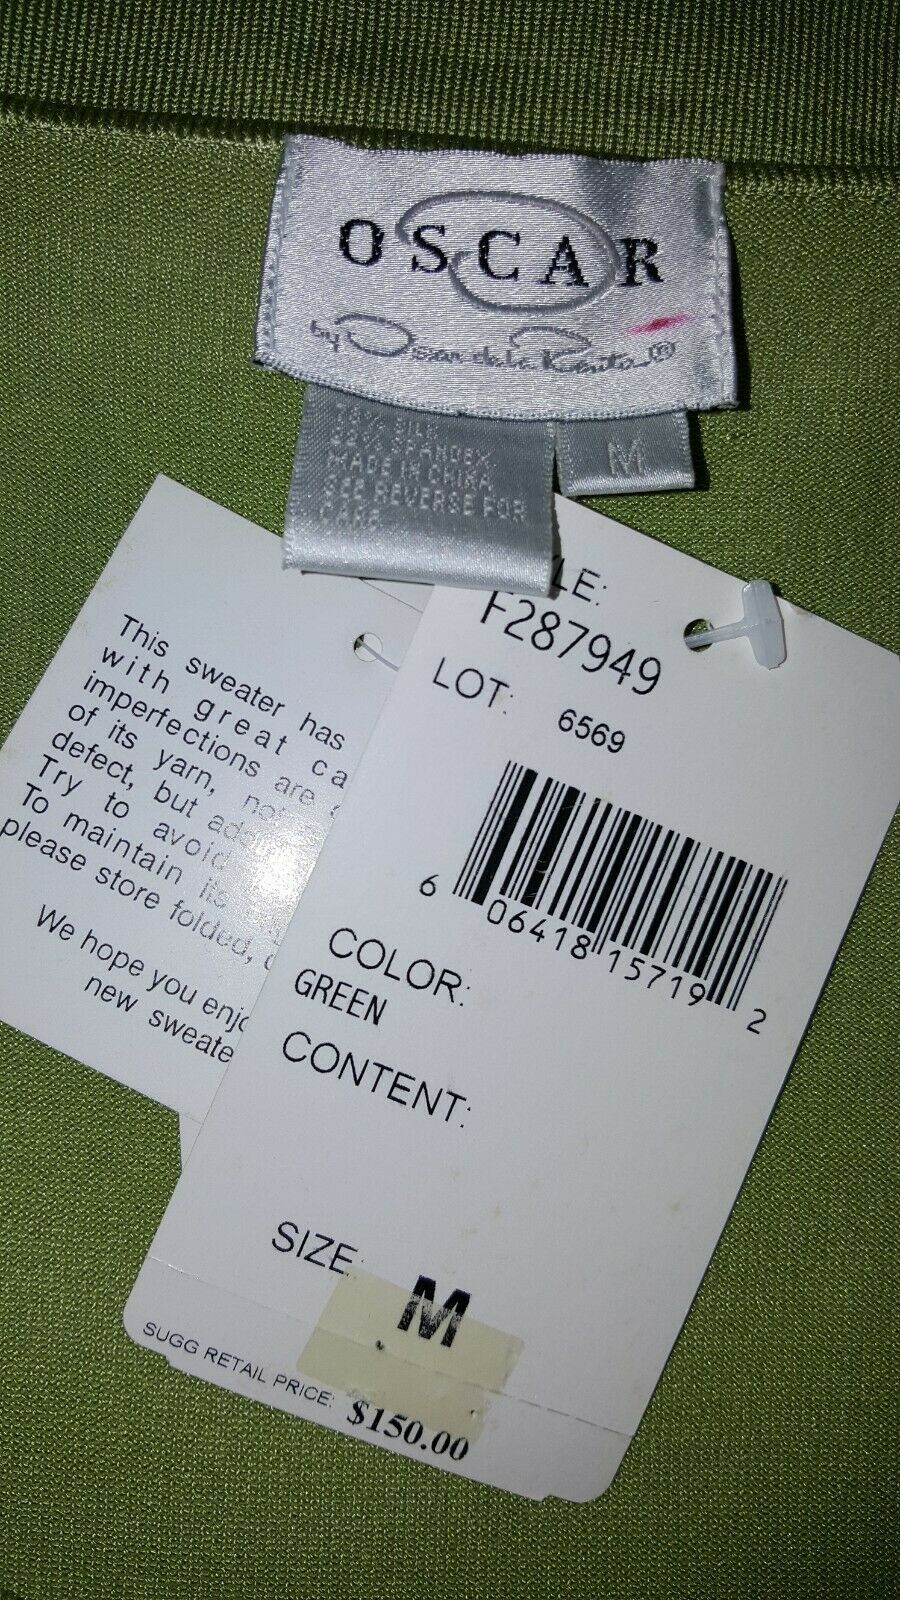 OSCAR
by Oscar de la Renta ®
SILK
22% SPANDEX
MADE IN CHINA
SEE REVERSE FOR
CARE
M
This sweater has
with great ca
imperfections are
of its yarn, not
defect, but
Try to avoid
To maintain its
please store folded,
We hope you enjo
new sweate
LE:
F287949
LOT: 6569
6 06418 15719 2
COLOR:
GREEN
CONTENT:
SIZE:
M
SUGG RETAIL PRICE: $150.00